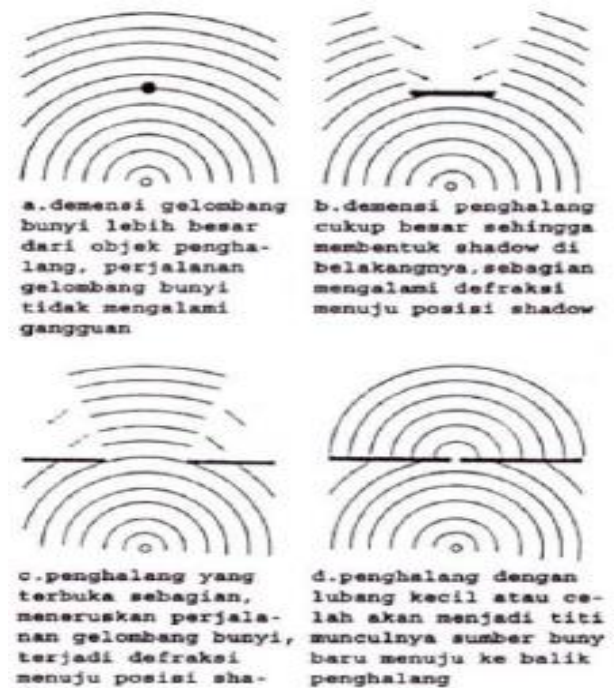 a.demensi gelombang
bunyi lebih besar
dari objek pengha-
lang, perjalanan
gelombang bunyi
tidak mengalami
gangguan
b.demensi penghalang
cukup besar sehingga
membentuk shadow di
belakangnya,sebagian
mengalami defraksi
menuju posisi shadow
c.penghalang yang
terbuka sebagian,
meneruskan perjala-
nan gelombang bunyi,
terjadi defraksi
menuju posisi sha-
d.penghalang dengan
lubang kecil atau ce-
lah akan menjadi titi
munculnya sumber buny
baru menuju ke balik
penghalang